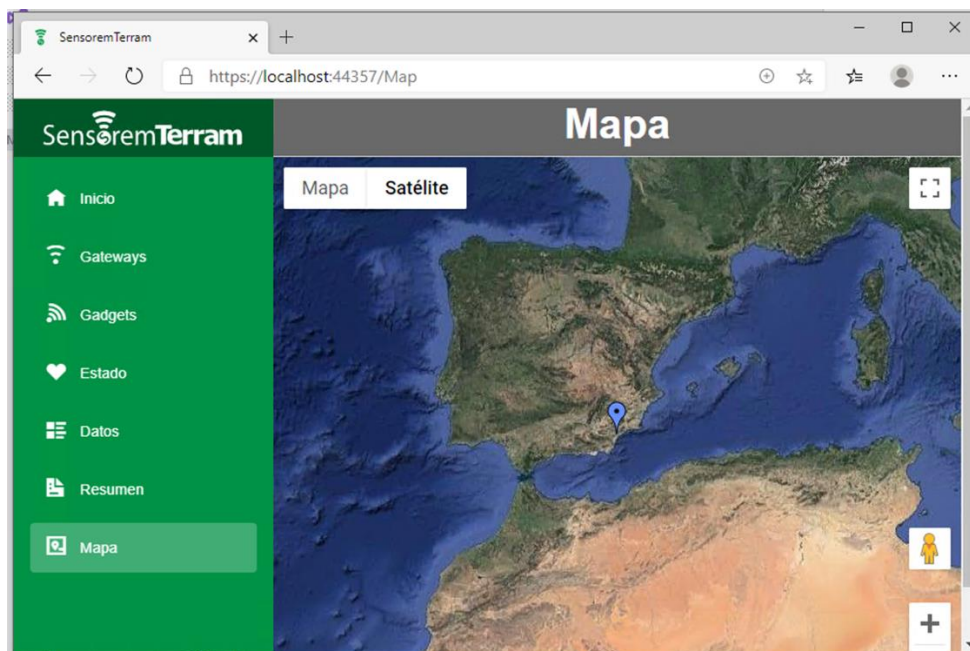 SensoremTerram
https://localhost:44357/Map
SensoremTerram
Mapa
Inicio
Gateways
Gadgets
Estado
Datos
Resumen
Mapa
Mapa Satélite